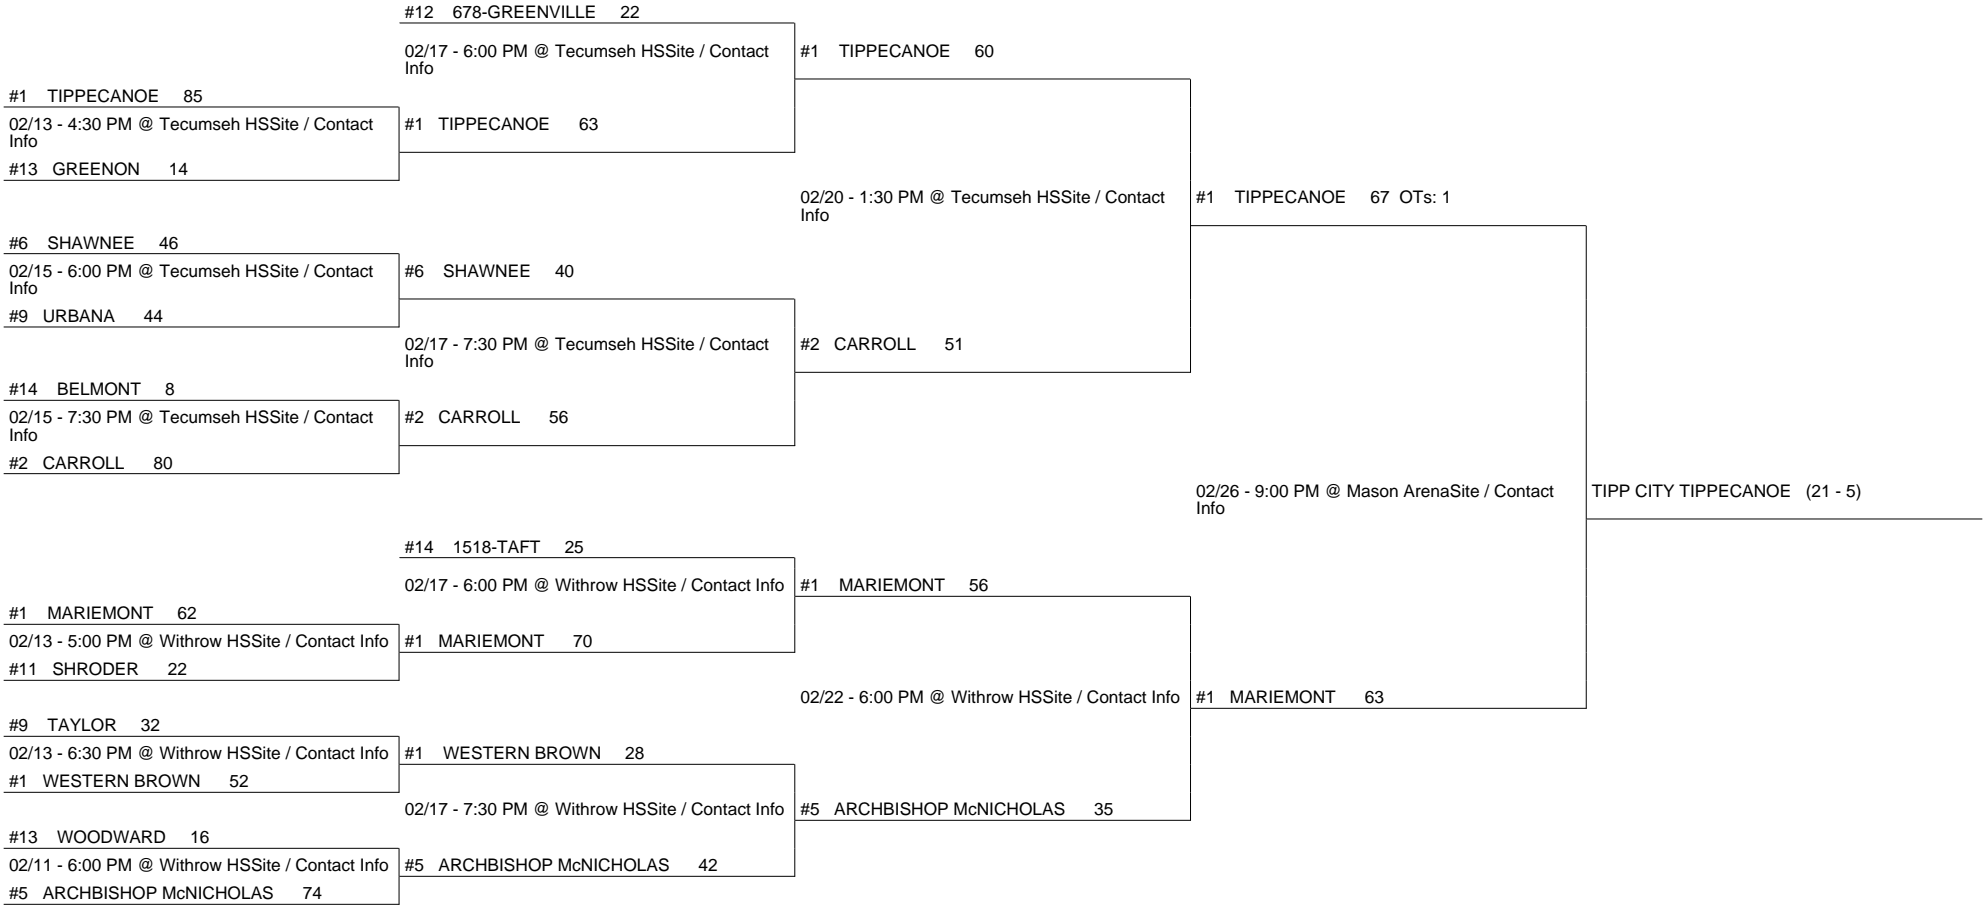 #12 678-GREENVILLE 22
02/17 - 6:00 PM @ Tecumseh HSSite / Contact
Info
#1 TIPPECANOE 60
#1 TIPPECANOE 85
02/13 - 4:30 PM @ Tecumseh HSSite / Contact
Info
#1 TIPPECANOE 63
#13 GREENON 14
02/20 - 1:30 PM @ Tecumseh HSSite / Contact
Info
#1 TIPPECANOE 67 OTs: 1
#6 SHAWNEE 46
02/15 - 6:00 PM @ Tecumseh HSSite / Contact
Info
#6 SHAWNEE 40
#9 URBANA 44
02/17 - 7:30 PM @ Tecumseh HSSite / Contact
Info
#2 CARROLL 51
#14 BELMONT 8
02/15 - 7:30 PM @ Tecumseh HSSite / Contact
Info
#2 CARROLL 56
#2 CARROLL 80
02/26 - 9:00 PM @ Mason ArenaSite / Contact
Info
TIPP CITY TIPPECANOE (21 - 5)
#14 1518-TAFT 25
02/17 - 6:00 PM @ Withrow HSSite / Contact Info
#1 MARIEMONT 56
#1 MARIEMONT 62
02/13 - 5:00 PM @ Withrow HSSite / Contact Info
#1 MARIEMONT 70
#11 SHRODER 22
02/22 - 6:00 PM @ Withrow HSSite / Contact Info
#1 MARIEMONT 63
#9 TAYLOR 32
02/13 - 6:30 PM @ Withrow HSSite / Contact Info
#1 WESTERN BROWN 28
#1 WESTERN BROWN 52
02/17 - 7:30 PM @ Withrow HSSite / Contact Info
#5 ARCHBISHOP McNICHOLAS 35
#13 WOODWARD 16
02/11 - 6:00 PM @ Withrow HSSite / Contact Info
#5 ARCHBISHOP McNICHOLAS 42
#5 ARCHBISHOP McNICHOLAS 74